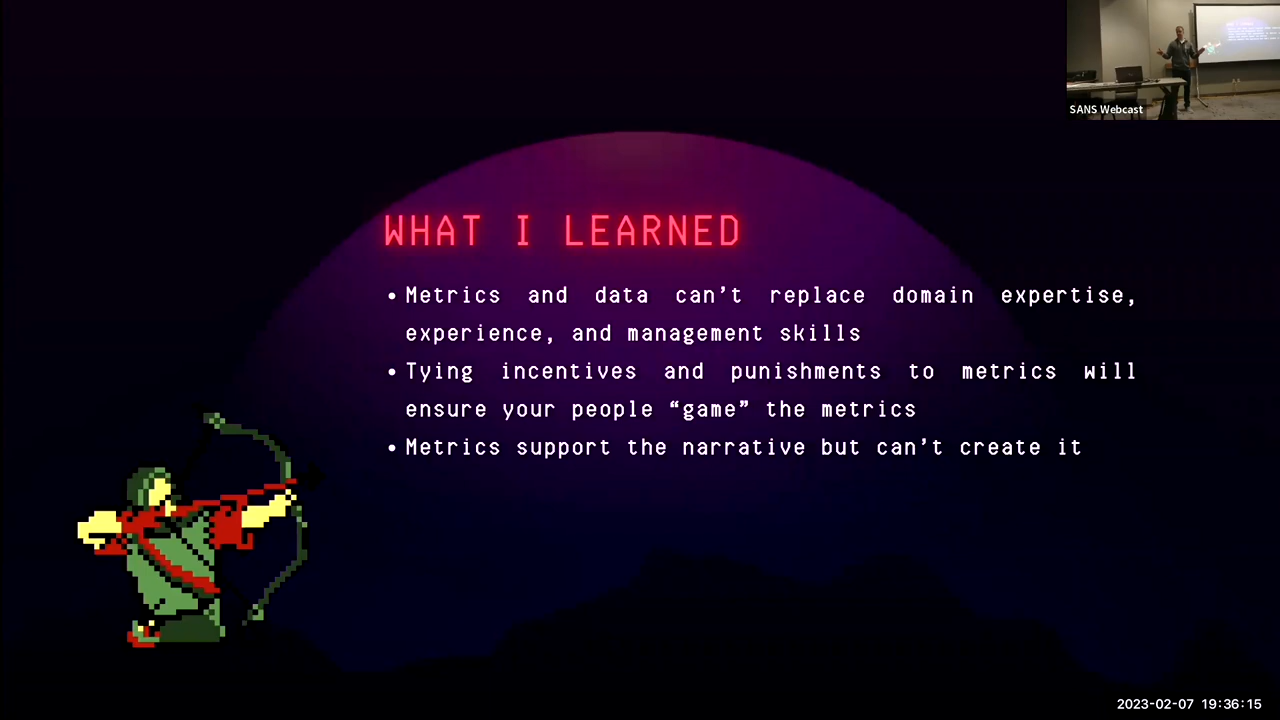 SANS Webcast
WHAT I LEARNED
• Metrics and data can’t replace domain expertise,
experience, and management skills
• Tying incentives and punishments to metrics will
ensure your people “game” the metrics
• Metrics support the narrative but can’t create it
2023-02-07 19:36:15